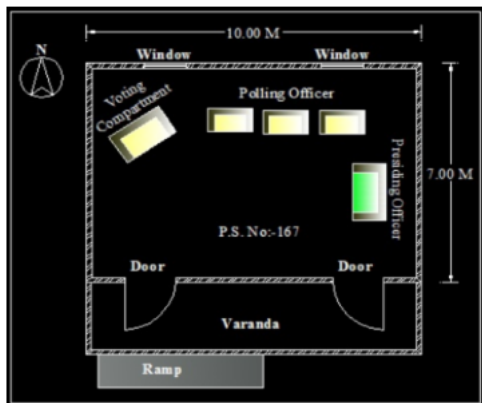 10.00 M
N
Window
Window
Voting
Compartment
Polling Officer
Presiding Officer
7.00 M
P.S. No:-167
Door
Door
Varanda
Ramp